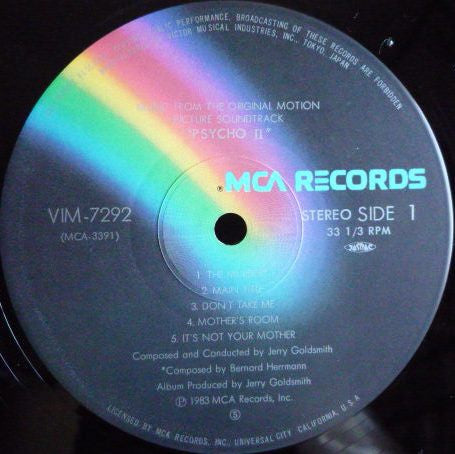 PUBLIC PERFORMANCE, BROADCASTING OF THESE RECORDS ARE FORBIDDEN.
VICTOR MUSICAL INDUSTRIES, INC., TOKYO, JAPAN
FROM THE ORIGINAL MOTION
PICTURE SOUNDTRACK
"PSYCHO II"
® MCA RECORDS
VIM-7292
(MCA-3391)
STEREO SIDE 1
33 1/3 RPM
JASRAC
1. THE
2. MAIN TITLE
3. DON'T TAKE ME
4. MOTHER'S ROOM
5. IT'S NOT YOUR MOTHER
Composed and Conducted by Jerry Goldsmith
*Composed by Bernard Herrmann
Album Produced by Jerry Goldsmith
Ⓟ 1983 MCA Records, Inc.
Ⓢ
LICENSED BY MCA RECORDS, INC., UNIVERSAL CITY, CALIFORNIA, U.S.A